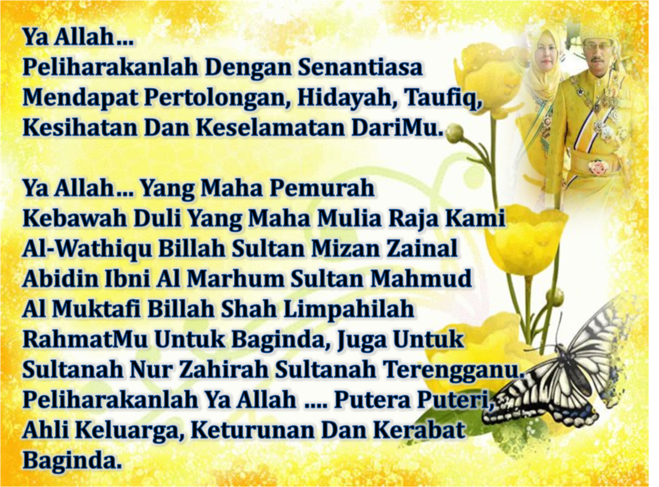 Ya Allah...
Peliharakanlah Dengan Senantiasa
Mendapat Pertolongan, Hidayah, Taufiq,
Kesihatan Dan Keselamatan DariMu.
Ya Allah... Yang Maha Pemurah
Kebawah Duli Yang Maha Mulia Raja Kami
Al-Wathiqu Billah Sultan Mizan Zainal
Abidin Ibni Al Marhum Sultan Mahmud
Al Muktafi Billah Shah Limpahilah
RahmatMu Untuk Baginda, Juga Untuk
Sultanah Nur Zahirah Sultanah Terengganu.
Peliharakanlah Ya Allah .... Putera Puteri,
Ahli Keluarga, Keturunan Dan Kerabat
Baginda.